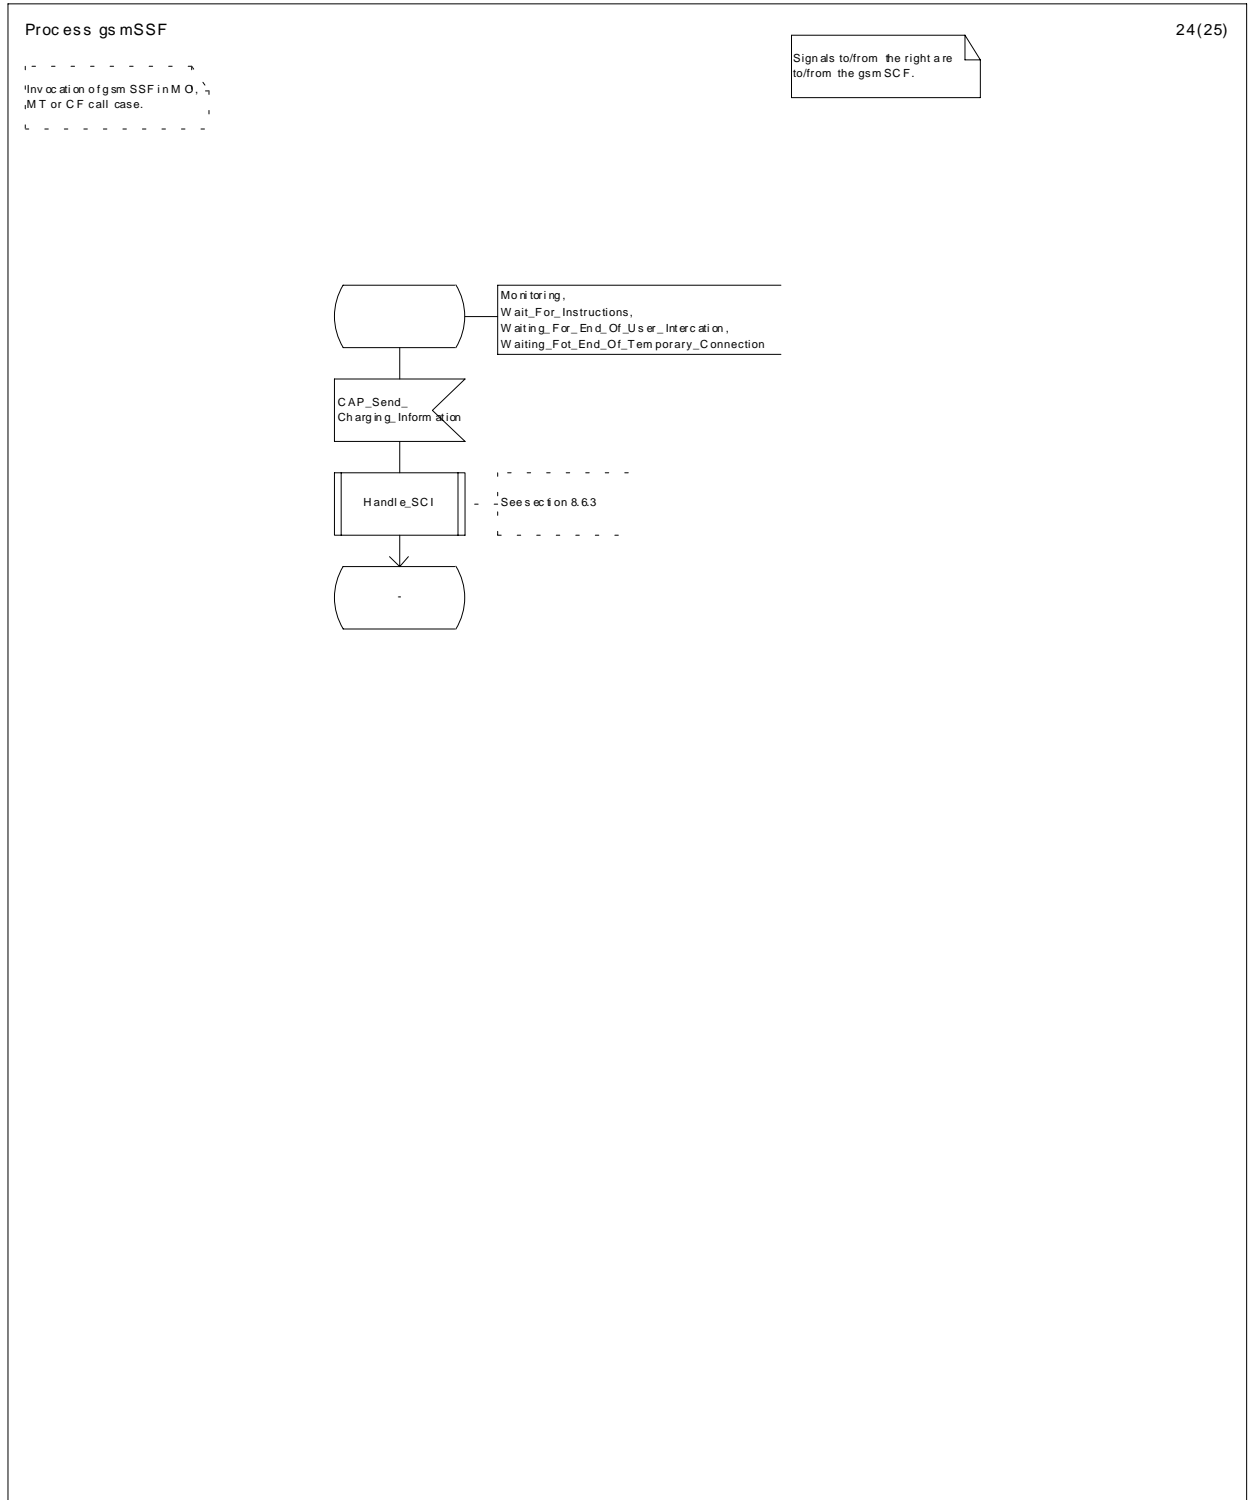 Process gsmSSF
24(25)
Signals to/from the right are
to/from the gsmSCF.
Invocation of gsmSSF in MO,
MT or CF call case.
Monitoring,
Wait_For_Instructions,
Waiting_For_End_Of_User_Intercation,
Waiting_Fot_End_Of_Temporary_Connection
CAP_Send_
Charging_Information
Handle_SCI
See section 8.6.3
-